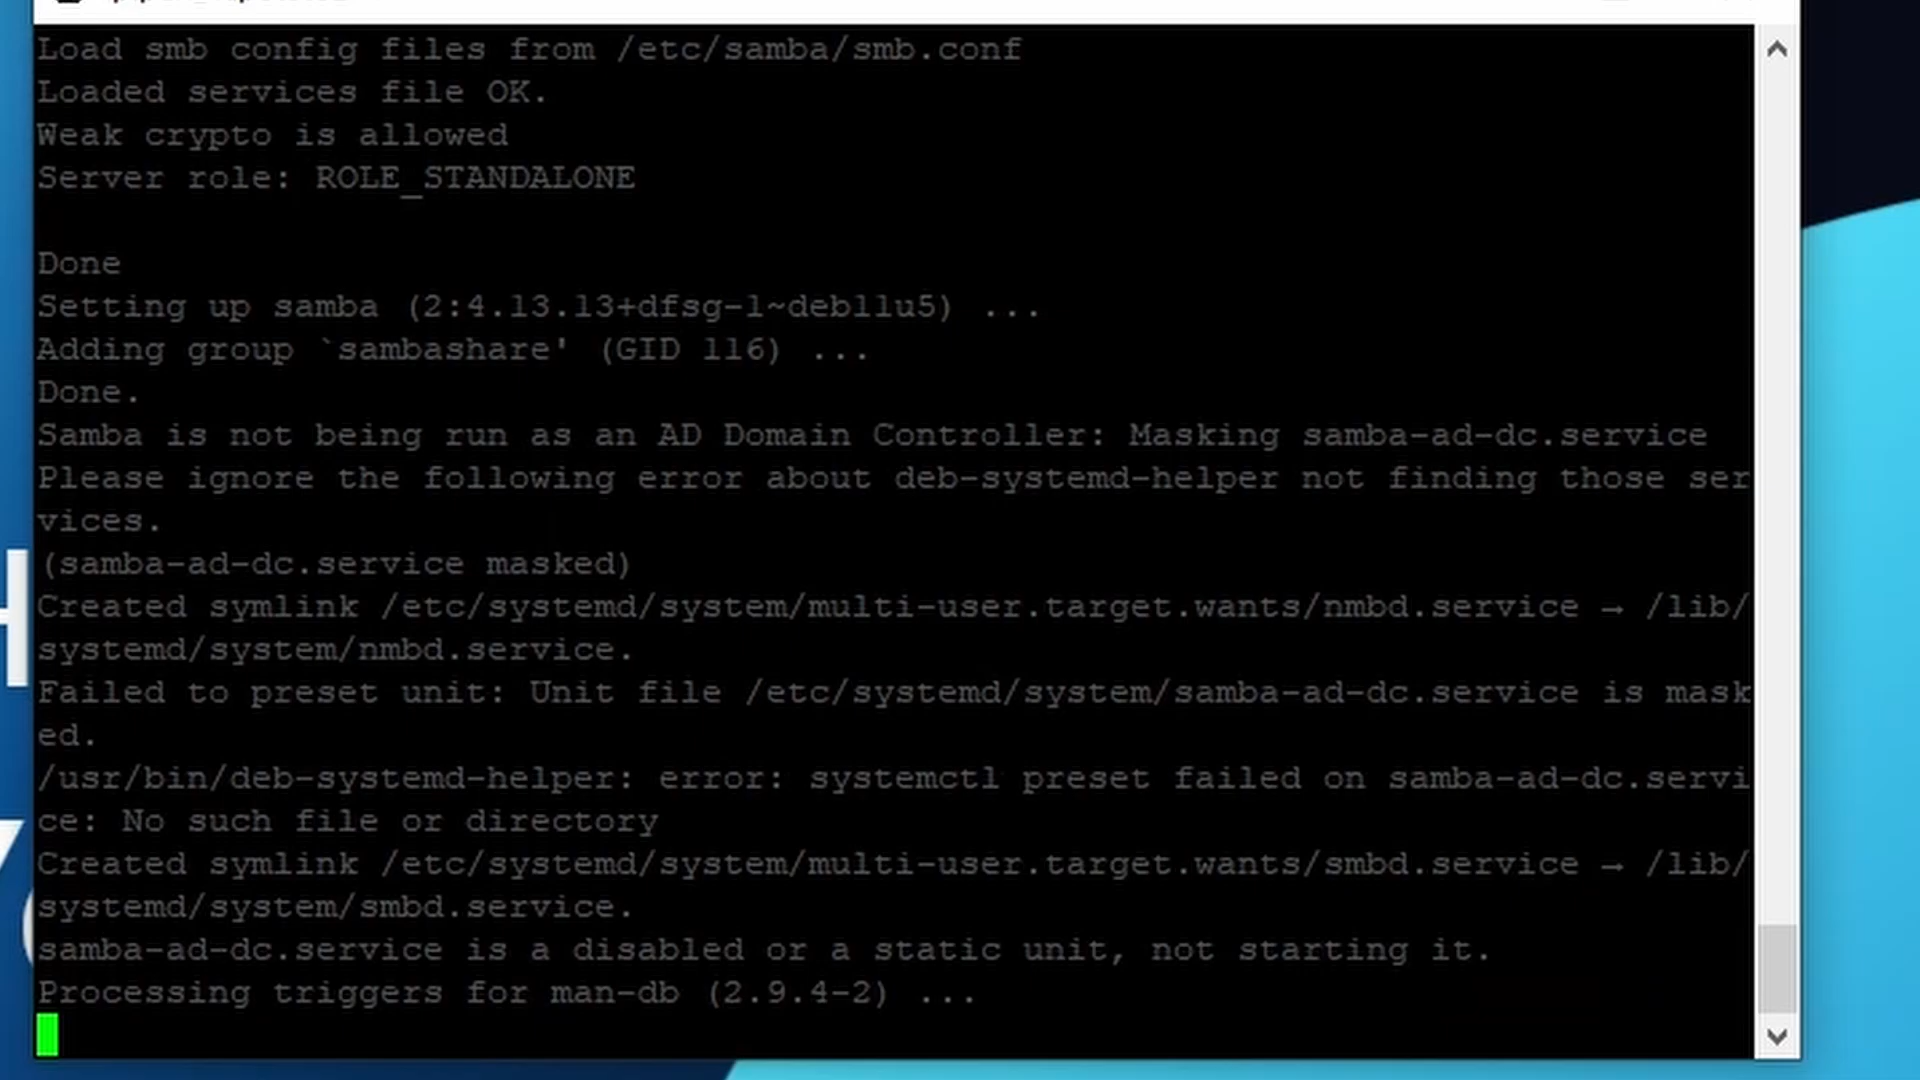 Load smb config files from /etc/samba/smb.conf
Loaded services file OK.
Weak crypto is allowed
Server role: ROLE_STANDALONE
Done
Setting up samba (2:4.13.13+dfsg-1~deb11u5) ...
Adding group `sambashare' (GID 116) ...
Done.
Samba is not being run as an AD Domain Controller: Masking samba-ad-dc.service
Please ignore the following error about deb-systemd-helper not finding those ser
vices.
(samba-ad-dc.service masked)
Created symlink /etc/systemd/system/multi-user.target.wants/nmbd.service → /lib/
systemd/system/nmbd.service.
Failed to preset unit: Unit file /etc/systemd/system/samba-ad-dc.service is mask
ed.
/usr/bin/deb-systemd-helper: error: systemctl preset failed on samba-ad-dc.servi
ce: No such file or directory
Created symlink /etc/systemd/system/multi-user.target.wants/smbd.service → /lib/
systemd/system/smbd.service.
samba-ad-dc.service is a disabled or a static unit, not starting it.
Processing triggers for man-db (2.9.4-2) ...